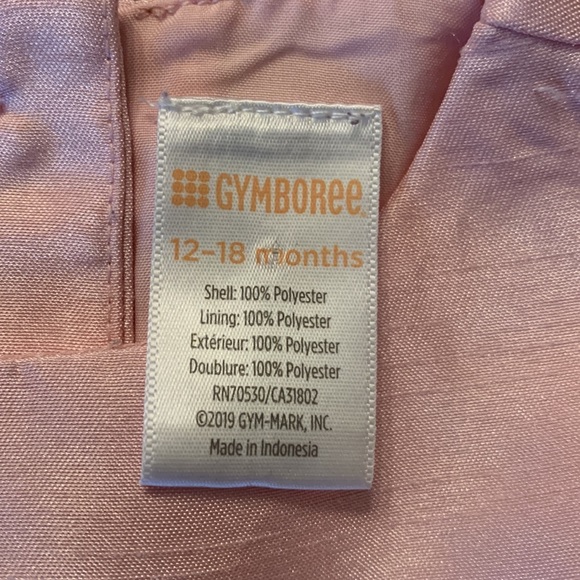 GYMBOREE
12-18 months
Shell: 100% Polyester
Lining: 100% Polyester
Extérieur: 100% Polyester
Doublure: 100% Polyester
RN70530/CA31802
©2019 GYM-MARK, INC.
Made in Indonesia